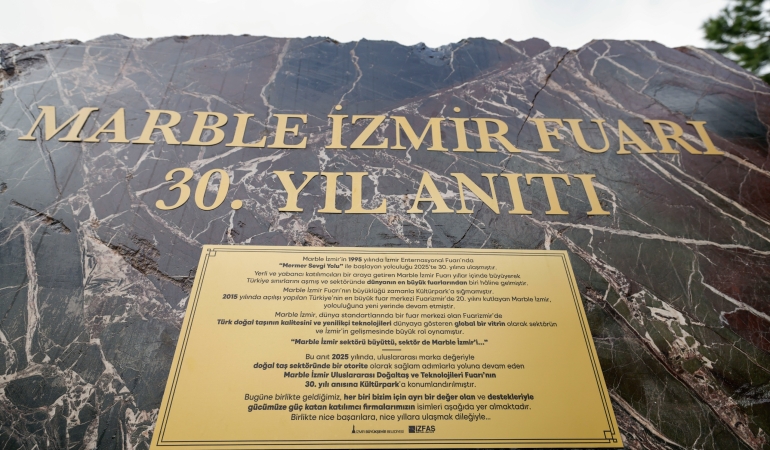 MARBLE İZMİR FUARI
30. YIL ANITI
Marble İzmir'in 1995 yılında İzmir Enternasyonal Fuarı'nda
"Mermer Sevgi Yolu" ile başlayan yolculuğu 2025'te 30. yılına ulaşmıştır.
Yerli ve yabancı katılımcıları bir araya getiren Marble İzmir Fuarı yıllar içinde büyüyerek
Türkiye sınırlarını aşmış ve sektöründe dünyanın en büyük fuarlarından biri hâline gelmiştir.
Marble İzmir Fuarı'nın büyüklüğü zamanla Kültürpark'a sığmamıştır.
2015 yılında açılışı yapılan Türkiye'nin en büyük fuar merkezi Fuarizmir'de 20. yılını kutlayan Marble İzmir,
yolculuğuna yeni yerinde devam etmiştir.
Marble İzmir, dünya standartlarında bir fuar merkezi olan Fuarizmir'de
Türk doğal taşının kalitesini ve yenilikçi teknolojileri dünyaya gösteren global bir vitrin olarak sektörün
ve İzmir'in gelişmesinde büyük rol oynamıştır.
"Marble İzmir sektörü büyüttü, sektör de Marble İzmir'i..."
Bu anıt 2025 yılında, uluslararası marka değeriyle
doğal taş sektöründe bir otorite olarak sağlam adımlarla yoluna devam eden
Marble İzmir Uluslararası Doğaltaş ve Teknolojileri Fuarı'nın
30. yılı anısına Kültürpark'a konumlandırılmıştır.
Bugüne birlikte geldiğimiz, her biri bizim için ayrı bir değer olan ve destekleriyle
gücümüze güç katan katılımcı firmalarımızın isimleri aşağıda yer almaktadır.
Birlikte nice başarılara, nice yıllara ulaşmak dileğiyle...
İZMİR BÜYÜKŞEHİR BELEDİYESİ İZFAŞ